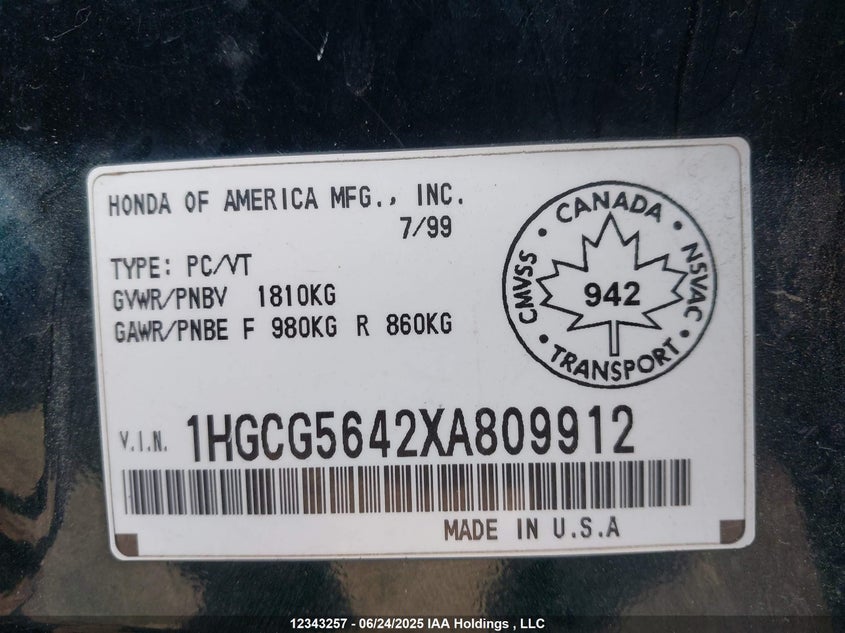 HONDA OF AMERICA MFG., INC.
7/99
TYPE: PC/VT
GVWR/PNBV 1810KG
GAWR/PNBE F 980KG R 860KG
CANADA
CMVSS
942
NSVAC
TRANSPORT
V.I.N. 1HGCG5642XA809912
MADE IN U.S.A
12343257 - 06/24/2025 IAA Holdings , LLC